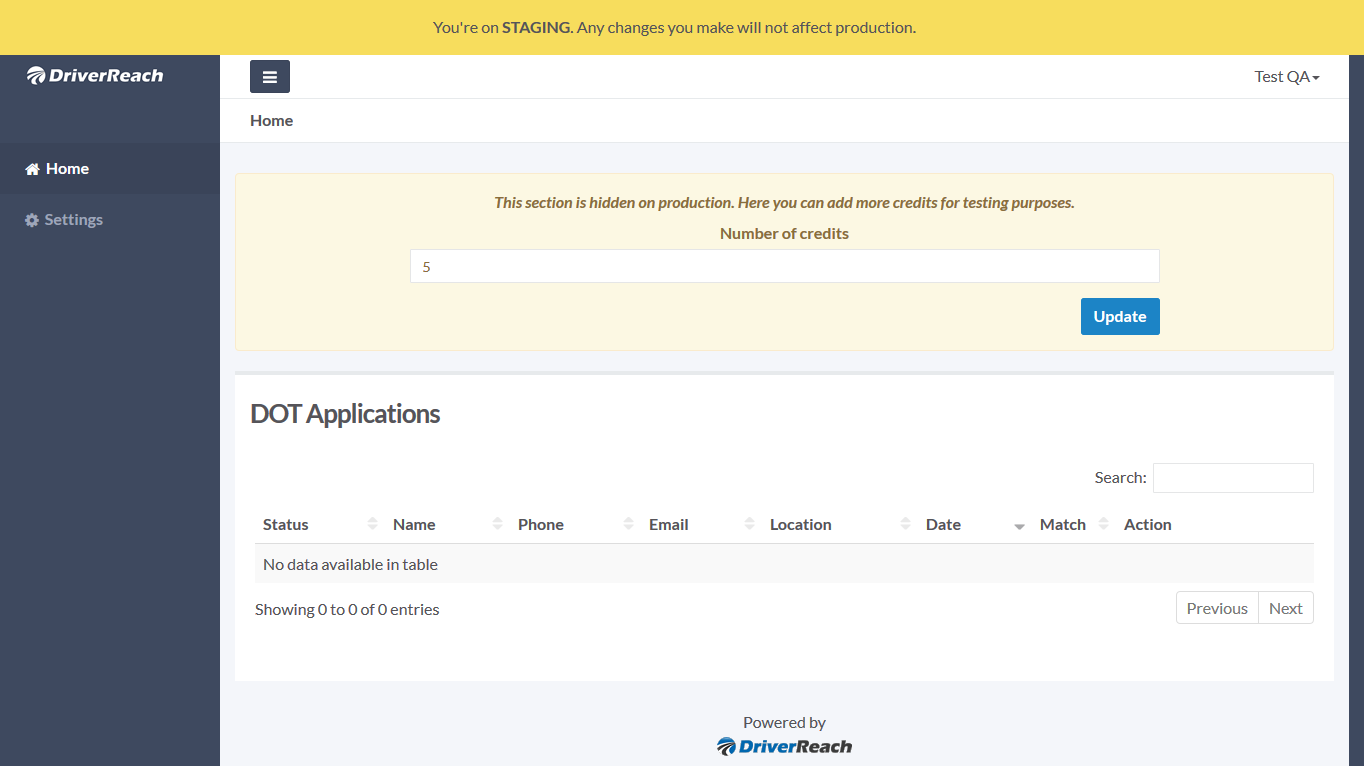 You're on STAGING. Any changes you make will not affect production.
DriverReach
Test QA
Home
Home
Settings
This section is hidden on production. Here you can add more credits for testing purposes.
Number of credits
5
Update
DOT Applications
Search:
Status Name Phone Email Location Date Match Action
No data available in table
Showing 0 to 0 of 0 entries
Previous Next
Powered by
DriverReach